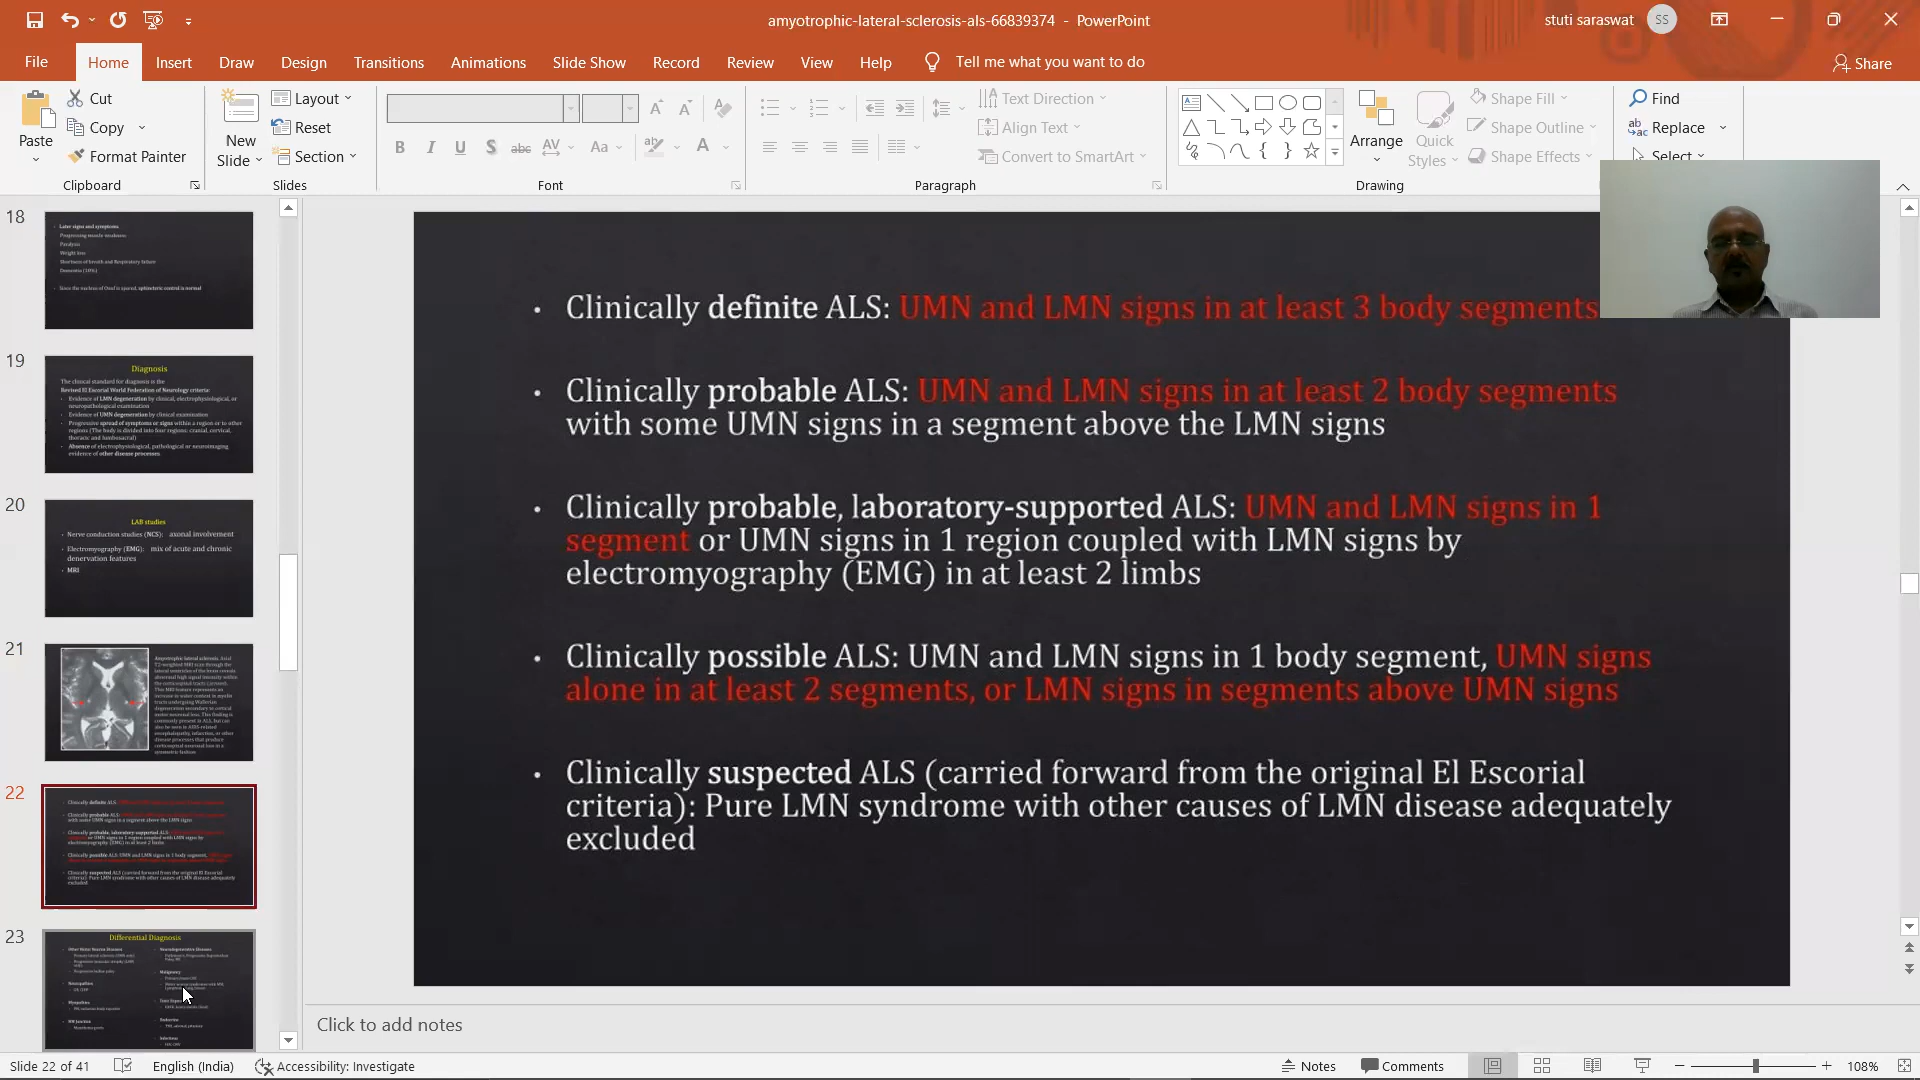 amyotrophic-lateral-sclerosis-als-66839374 - PowerPoint
stuti saraswat
SS
File Home Insert Draw Design Transitions Animations Slide Show Record Review View Help Tell me what you want to do
Share
Paste
Cut
Copy
Format Painter
Clipboard
New Slide
Layout
Reset
Section
Slides
Font
Text Direction
Align Text
Convert to SmartArt
Paragraph
Arrange
Quick Styles
Shape Fill
Shape Outline
Shape Effects
Drawing
Find
Replace
Select
18
Later signs and symptoms
Progressing muscle weakness
Paralysis
Weight loss
Shortness of breath and Respiratory failure
Dementia (10%)
Since the nucleus of Onuf is spared, sphincteric control is normal
19
Diagnosis
The clinical standard for diagnosis is the
Revised El Escorial World Federation of Neurology criteria:
Evidence of LMN degeneration by clinical, electrophysiological, or
neuropathological examination
Evidence of UMN degeneration by clinical examination
Progressive spread of symptoms or signs within a region or to other
regions (The body is divided into four regions: cranial, cervical,
thoracic and lumbosacral)
Absence of electrophysiological, pathological or neuroimaging
evidence of other disease processes
20
LAB studies
Nerve conduction studies (NCS): axonal involvement
Electromyography (EMG): mix of acute and chronic
denervation features
MRI
21
22
23
Differential Diagnosis
• Clinically definite ALS: UMN and LMN signs in at least 3 body segments
• Clinically probable ALS: UMN and LMN signs in at least 2 body segments
with some UMN signs in a segment above the LMN signs
• Clinically probable, laboratory-supported ALS: UMN and LMN signs in 1
segment or UMN signs in 1 region coupled with LMN signs by
electromyography (EMG) in at least 2 limbs
• Clinically possible ALS: UMN and LMN signs in 1 body segment, UMN signs
alone in at least 2 segments, or LMN signs in segments above UMN signs
• Clinically suspected ALS (carried forward from the original El Escorial
criteria): Pure LMN syndrome with other causes of LMN disease adequately
excluded
Click to add notes
Slide 22 of 41 English (India) Accessibility: Investigate Notes Comments 108%